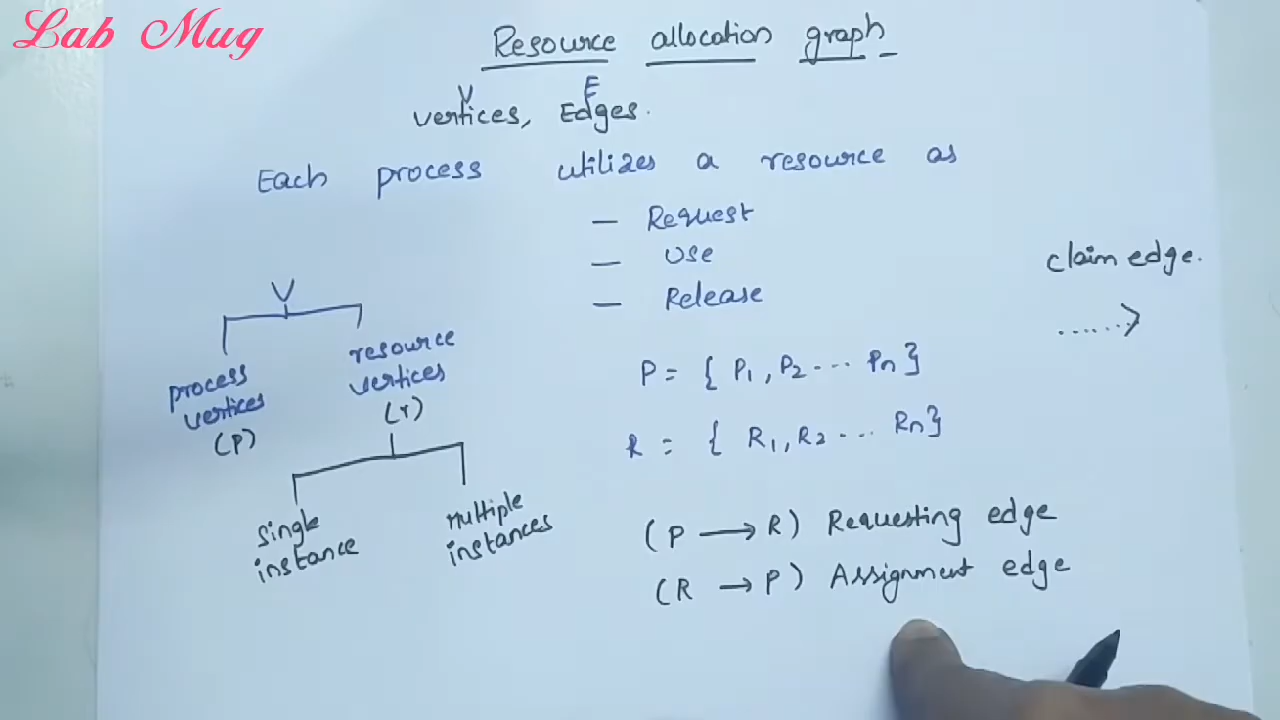 Lab Mug
Resource allocation graph
V E
vertices, Edges.
Each process utilizes a resource as
— Request
— Use
— Release
claim edge.
......>
V
process vertices (P)
resource vertices (r)
single instance
Multiple instances
P = { P1, P2 ... Pn }
R = { R1, R2 ... Rn }
(P → R) Requesting edge
(R → P) Assignment edge